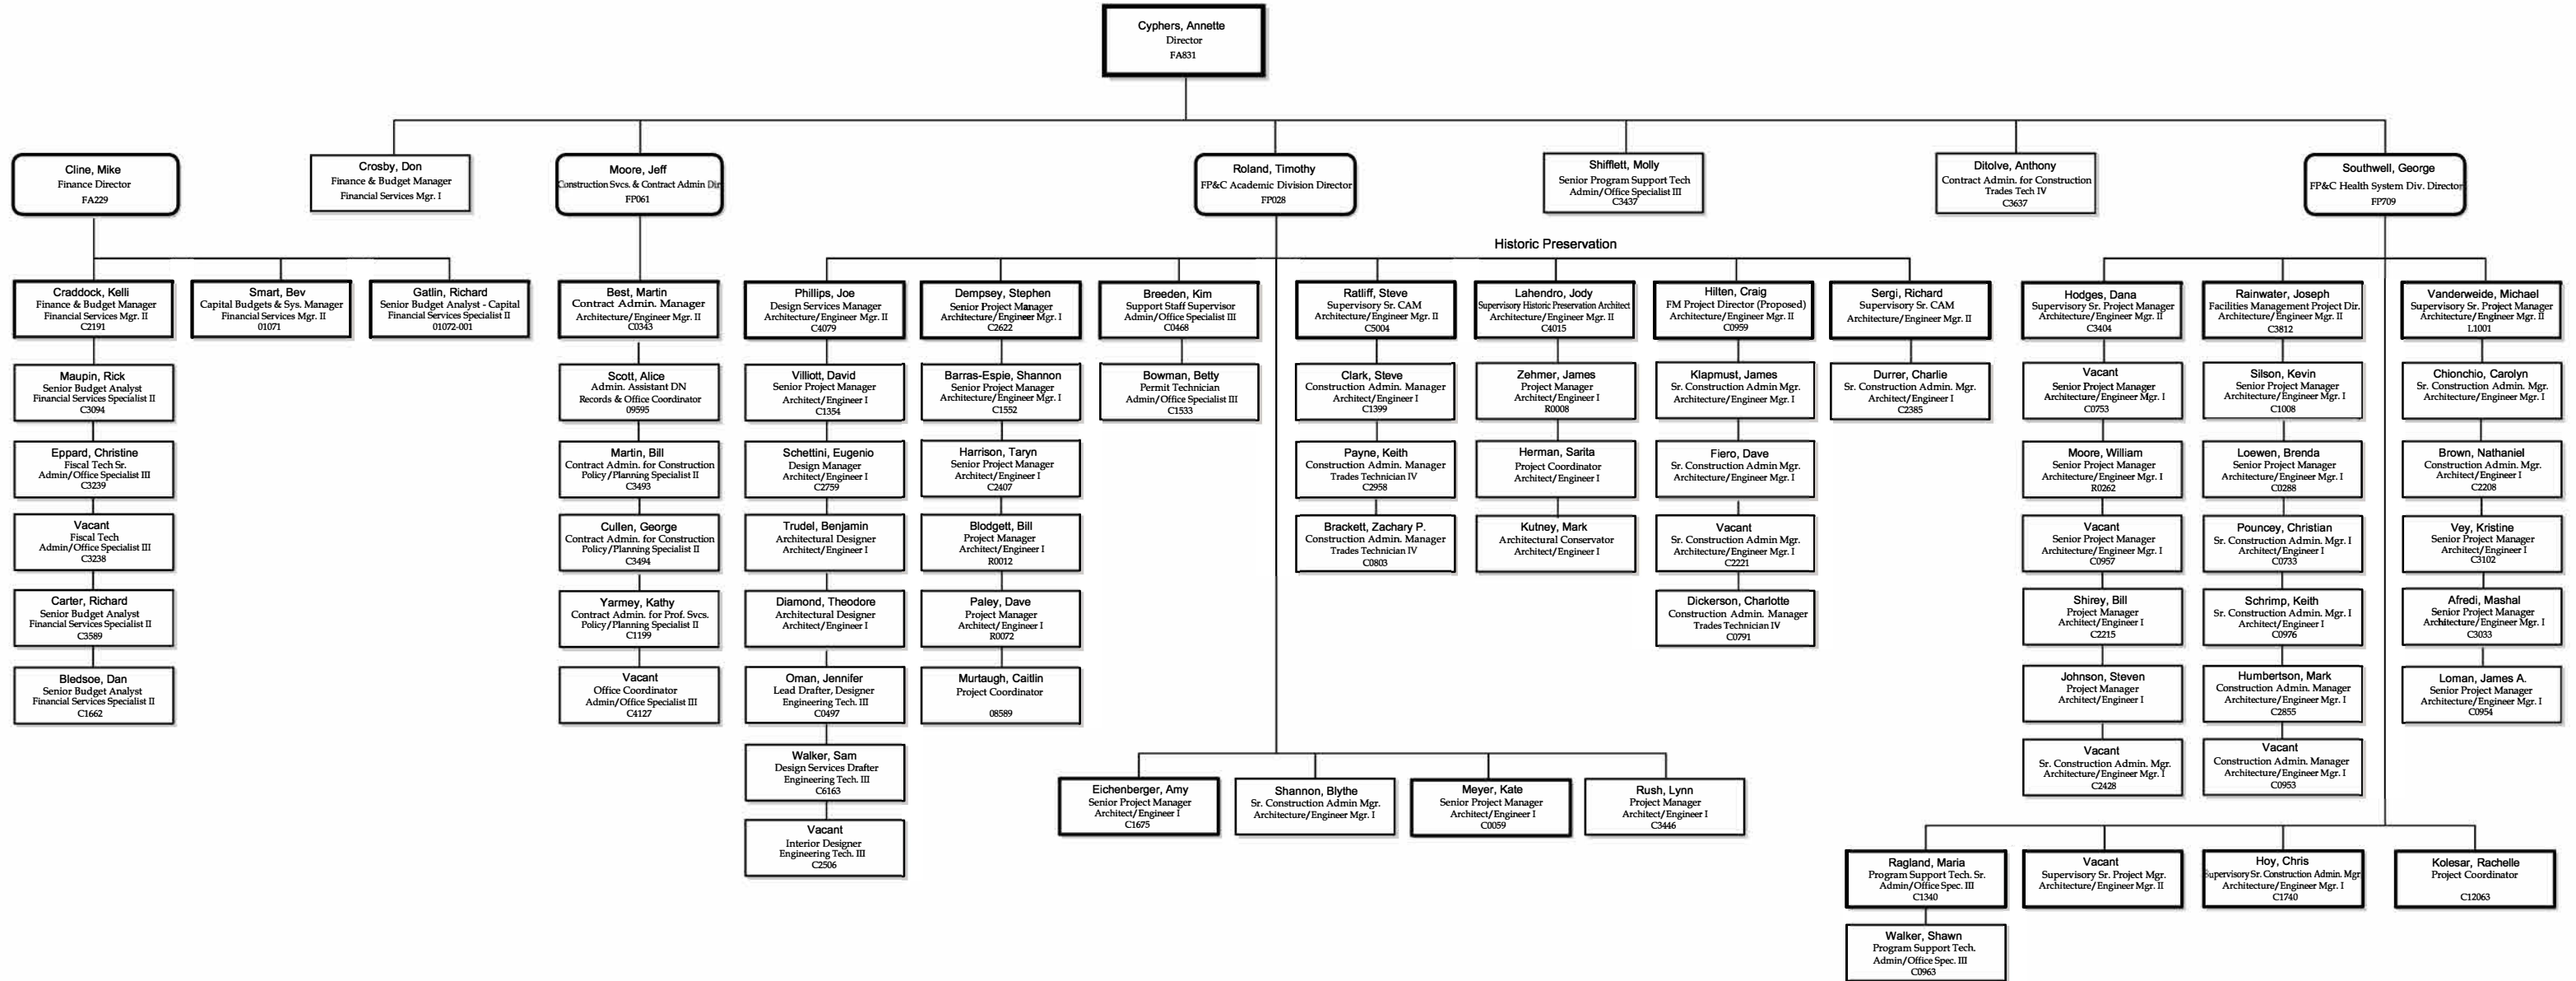 Cyphers, Annette
Director
FA831
Cline, Mike
Finance Director
FA229
Crosby, Don
Finance & Budget Manager
Financial Services Mgr. I
Moore, Jeff
Construction Svcs. & Contract Admin Dir
FP061
Roland, Timothy
FP&C Academic Division Director
FP028
Shifflett, Molly
Senior Program Support Tech
Admin/Office Specialist III
C3437
Ditolve, Anthony
Contract Admin. for Construction
Trades Tech IV
C3637
Southwell, George
FP&C Health System Div. Director
FP709
Historic Preservation
Craddock, Kelli
Finance & Budget Manager
Financial Services Mgr. II
C2191
Maupin, Rick
Senior Budget Analyst
Financial Services Specialist II
C3094
Eppard, Christine
Fiscal Tech Sr.
Admin/Office Specialist III
C3239
Vacant
Fiscal Tech
Admin/Office Specialist III
C3238
Carter, Richard
Senior Budget Analyst
Financial Services Specialist II
C3589
Bledsoe, Dan
Senior Budget Analyst
Financial Services Specialist II
C1662
Smart, Bev
Capital Budgets & Sys. Manager
Financial Services Mgr. II
01071
Gatlin, Richard
Senior Budget Analyst - Capital
Financial Services Specialist II
01072-001
Best, Martin
Contract Admin. Manager
Architecture/Engineer Mgr. II
C0343
Scott, Alice
Admin. Assistant DN
Records & Office Coordinator
09595
Martin, Bill
Contract Admin. for Construction
Policy/Planning Specialist II
C3493
Cullen, George
Contract Admin. for Construction
Policy/Planning Specialist II
C3494
Yarmey, Kathy
Contract Admin. for Prof. Svcs.
Policy/Planning Specialist II
C1199
Vacant
Office Coordinator
Admin/Office Specialist III
C4127
Phillips, Joe
Design Services Manager
Architecture/Engineer Mgr. II
C4079
Villiott, David
Senior Project Manager
Architect/Engineer I
C1354
Schettini, Eugenio
Design Manager
Architect/Engineer I
C2759
Trudel, Benjamin
Architectural Designer
Architect/Engineer I
Diamond, Theodore
Architectural Designer
Architect/Engineer I
Oman, Jennifer
Lead Drafter, Designer
Engineering Tech. III
C0497
Walker, Sam
Design Services Drafter
Engineering Tech. III
C6163
Vacant
Interior Designer
Engineering Tech. III
C2506
Dempsey, Stephen
Senior Project Manager
Architecture/Engineer Mgr. I
C2622
Barras-Espie, Shannon
Senior Project Manager
Architecture/Engineer Mgr. I
C1552
Harrison, Taryn
Senior Project Manager
Architect/Engineer I
C2407
Blodgett, Bill
Project Manager
Architect/Engineer I
R0012
Paley, Dave
Project Manager
Architect/Engineer I
R0072
Murtaugh, Caitlin
Project Coordinator
08589
Breeden, Kim
Support Staff Supervisor
Admin/Office Specialist III
C0468
Bowman, Betty
Permit Technician
Admin/Office Specialist III
C1533
Ratliff, Steve
Supervisory Sr. CAM
Architecture/Engineer Mgr. II
C5004
Clark, Steve
Construction Admin. Manager
Architect/Engineer I
C1399
Payne, Keith
Construction Admin. Manager
Trades Technician IV
C2958
Brackett, Zachary P.
Construction Admin. Manager
Trades Technician IV
C0803
Lahendro, Jody
Supervisory Historic Preservation Architect
Architecture/Engineer Mgr. II
C4015
Zehmer, James
Project Manager
Architect/Engineer I
R0008
Herman, Sarita
Project Coordinator
Architect/Engineer I
Kutney, Mark
Architectural Conservator
Architect/Engineer I
Hilten, Craig
FM Project Director (Proposed)
Architecture/Engineer Mgr. II
C0959
Klapmust, James
Sr. Construction Admin Mgr.
Architecture/Engineer Mgr. I
Fiero, Dave
Sr. Construction Admin Mgr.
Architecture/Engineer Mgr. I
Vacant
Sr. Construction Admin Mgr.
Architecture/Engineer Mgr. I
C2221
Dickerson, Charlotte
Construction Admin. Manager
Trades Technician IV
C0791
Sergi, Richard
Supervisory CAM
Architecture/Engineer Mgr. II
Durrer, Charlie
Sr. Construction Admin. Mgr.
Architect/Engineer I
C2385
Eichenberger, Amy
Senior Project Manager
Architect/Engineer I
C1675
Shannon, Blythe
Sr. Construction Admin Mgr.
Architecture/Engineer Mgr. I
Meyer, Kate
Senior Project Manager
Architect/Engineer I
C0059
Rush, Lynn
Project Manager
Architect/Engineer I
C3446
Hodges, Dana
Supervisory Sr. Project Manager
Architecture/Engineer Mgr. II
C3404
Vacant
Senior Project Manager
Architecture/Engineer Mgr. I
C0753
Moore, William
Senior Project Manager
Architecture/Engineer Mgr. I
R0262
Vacant
Senior Project Manager
Architecture/Engineer Mgr. I
C0957
Shirey, Bill
Project Manager
Architect/Engineer I
C2215
Johnson, Steven
Project Manager
Architect/Engineer I
Vacant
Sr. Construction Admin. Mgr.
Architecture/Engineer Mgr. I
C2428
Rainwater, Joseph
Facilities Management Project Dir.
Architecture/Engineer Mgr. II
C3812
Silson, Kevin
Senior Project Manager
Architecture/Engineer Mgr. I
C1008
Loewen, Brenda
Senior Project Manager
Architecture/Engineer Mgr. I
C0288
Pouncey, Christian
Sr. Construction Admin. Mgr. I
Architect/Engineer I
C0733
Schrimp, Keith
Sr. Construction Admin. Mgr. I
Architect/Engineer I
C0976
Humbertson, Mark
Construction Admin. Manager
Architecture/Engineer Mgr. I
C2855
Vacant
Construction Admin. Manager
Architecture/Engineer Mgr. I
C0953
Vanderweide, Michael
Supervisory Sr. Project Manager
Architecture/Engineer Mgr. II
L1001
Chionchio, Carolyn
Sr. Construction Admin. Mgr.
Architecture/Engineer Mgr. I
Brown, Nathaniel
Construction Admin. Mgr.
Architect/Engineer I
C2208
Vey, Kristine
Senior Project Manager
Architect/Engineer I
C3102
Afredi, Mashal
Senior Project Manager
Architecture/Engineer Mgr. I
C3033
Loman, James A.
Senior Project Manager
Architecture/Engineer Mgr. I
C0954
Ragland, Maria
Program Support Tech. Sr.
Admin/Office Spec. III
C1340
Walker, Shawn
Program Support Tech.
Admin/Office Spec. III
C0963
Vacant
Supervisory Sr. Project Mgr.
Architecture/Engineer Mgr. II
Hoy, Chris
Supervisory Sr. Construction Admin. Mgr
Architecture/Engineer Mgr. I
C1740
Kolesar, Rachelle
Project Coordinator
C12063